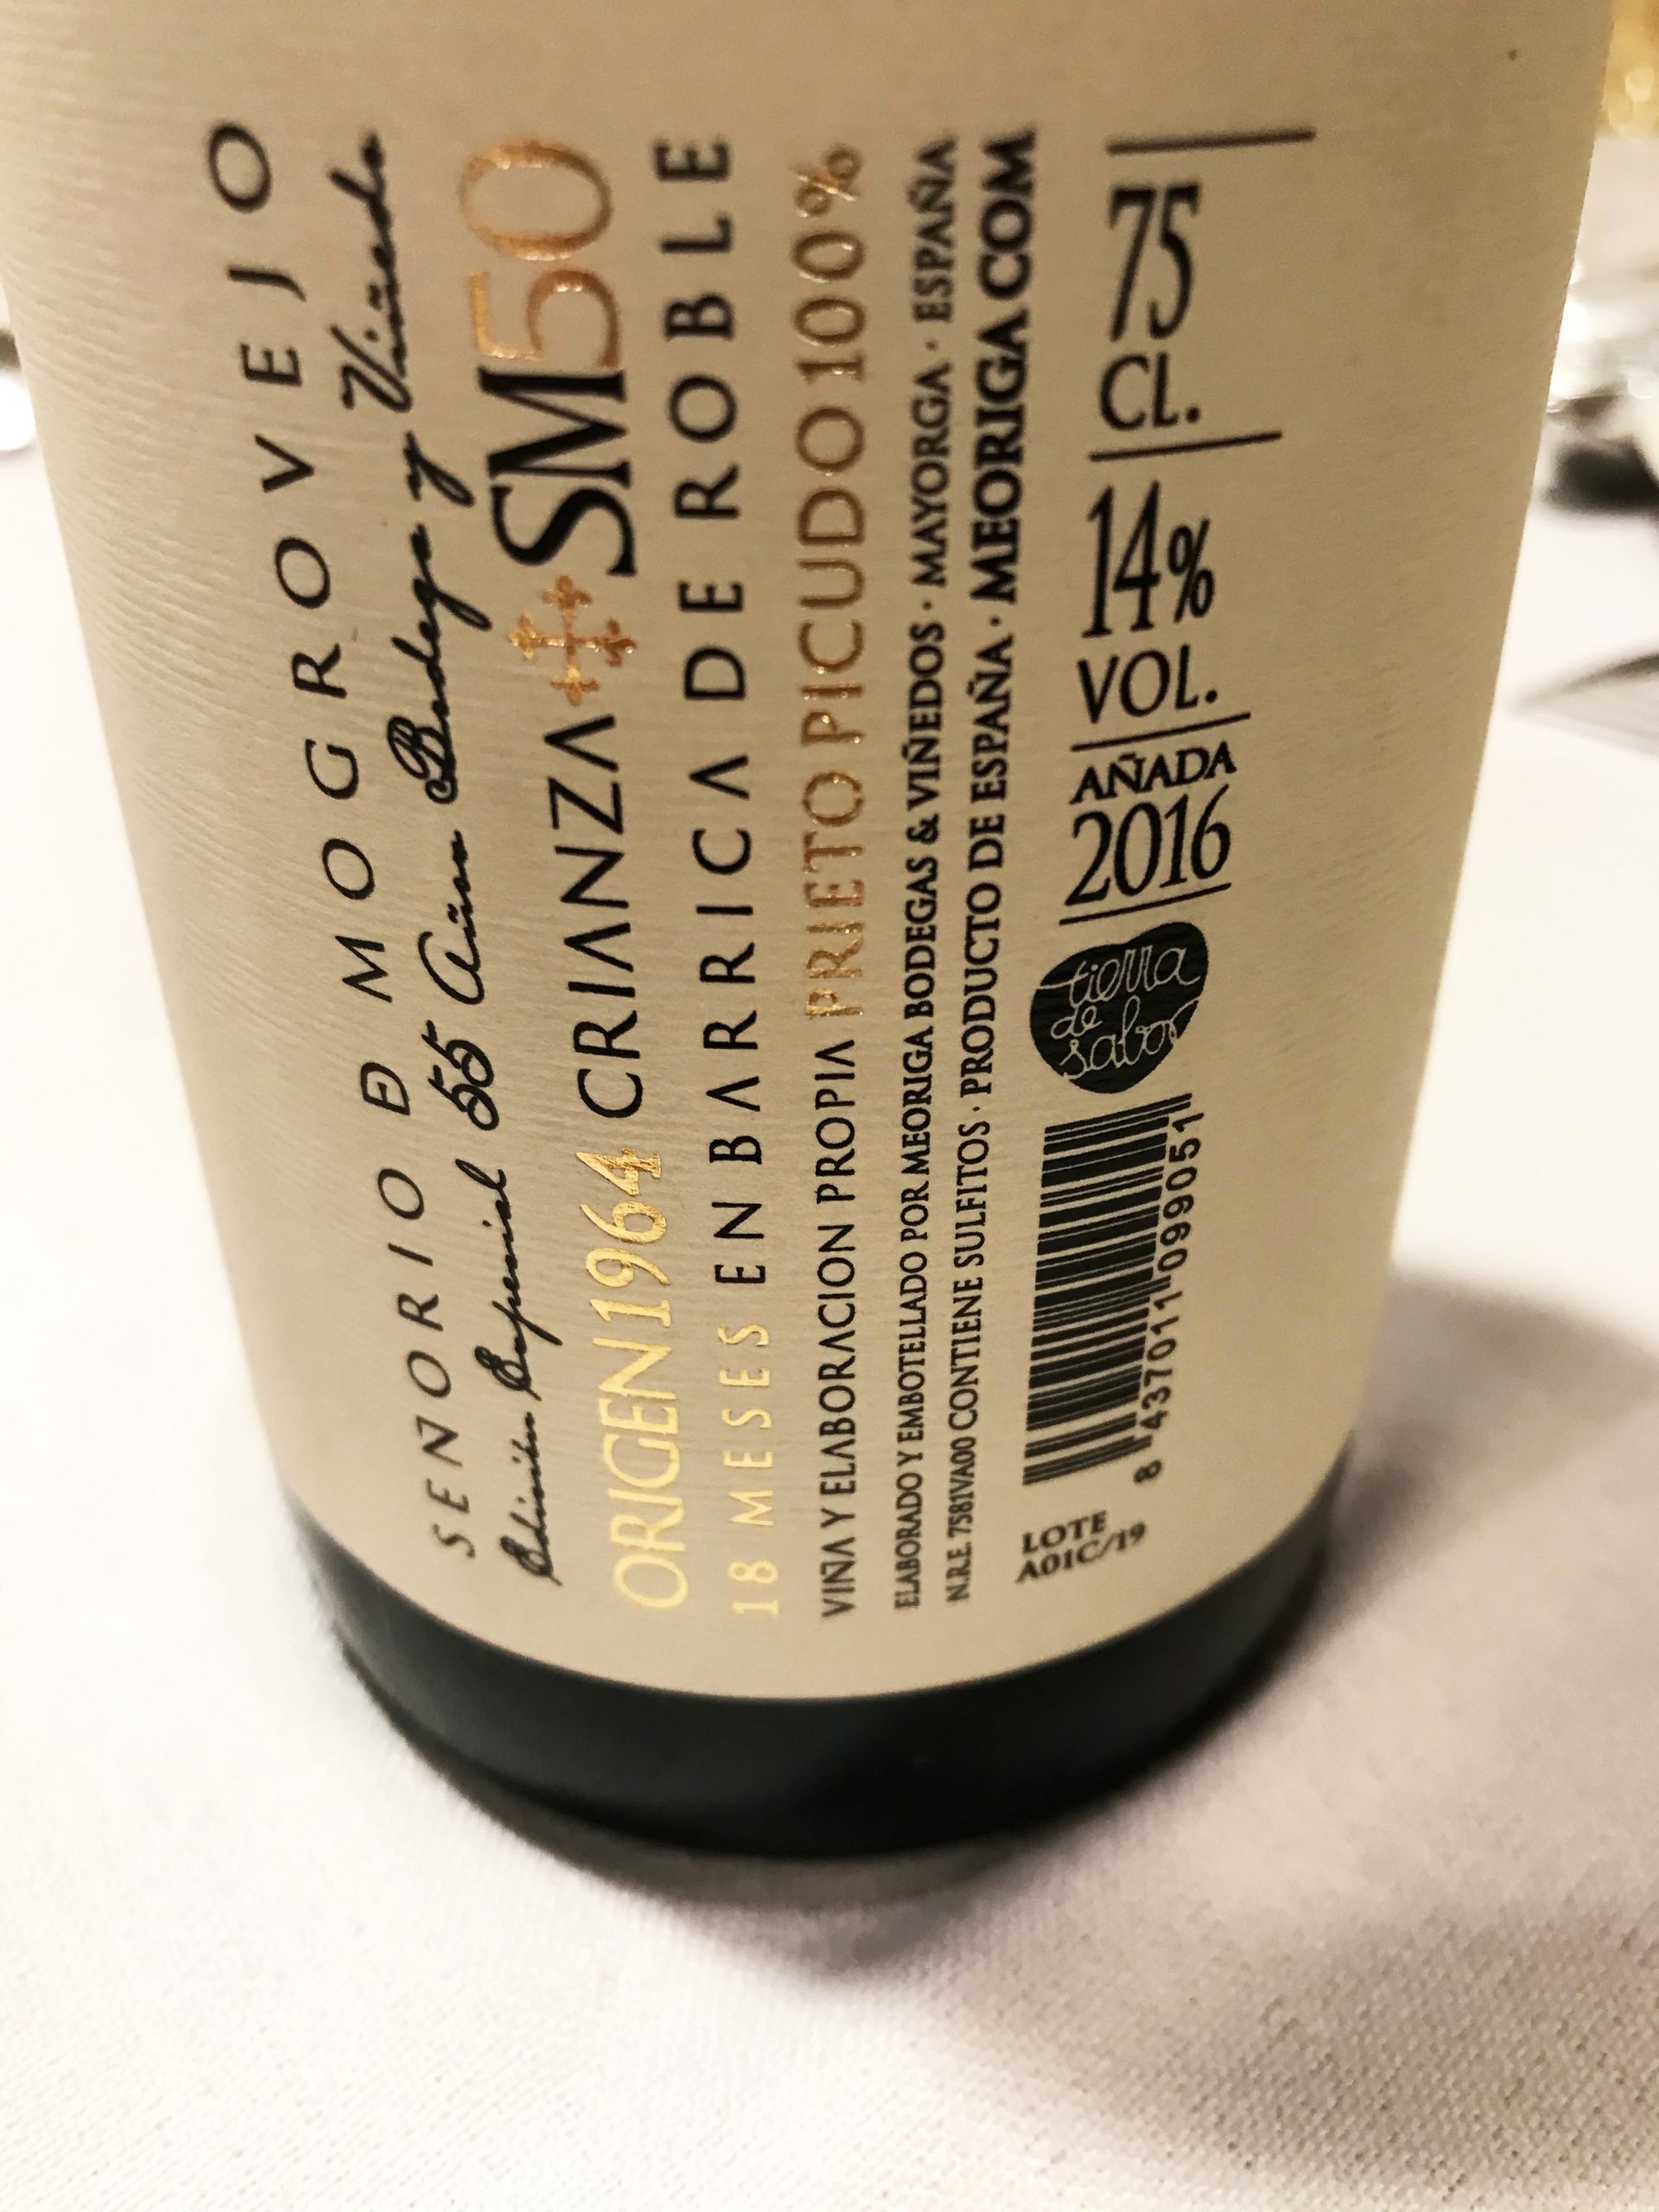 SEÑORIO Đ MOGROVEJO
Edición Especial 55 Años Bodega y Viñedo
ORIGEN 1964 CRIANZA SM50
18 MESES EN BARRICA DE ROBLE
VIÑA Y ELABORACION PROPIA PRIETO PICUDO 100%
ELABORADO Y EMBOTELLADO POR MEORIGA BODEGAS & VIÑEDOS · MAYORGA · ESPAÑA
N.R.E. 7581VA00 CONTIENE SULFITOS · PRODUCTO DE ESPAÑA · MEORIGA.COM
LOTE
A01C/19
8 437011 099051
tierra
de
sabor
AÑADA
2016
14%
VOL.
75
CL.